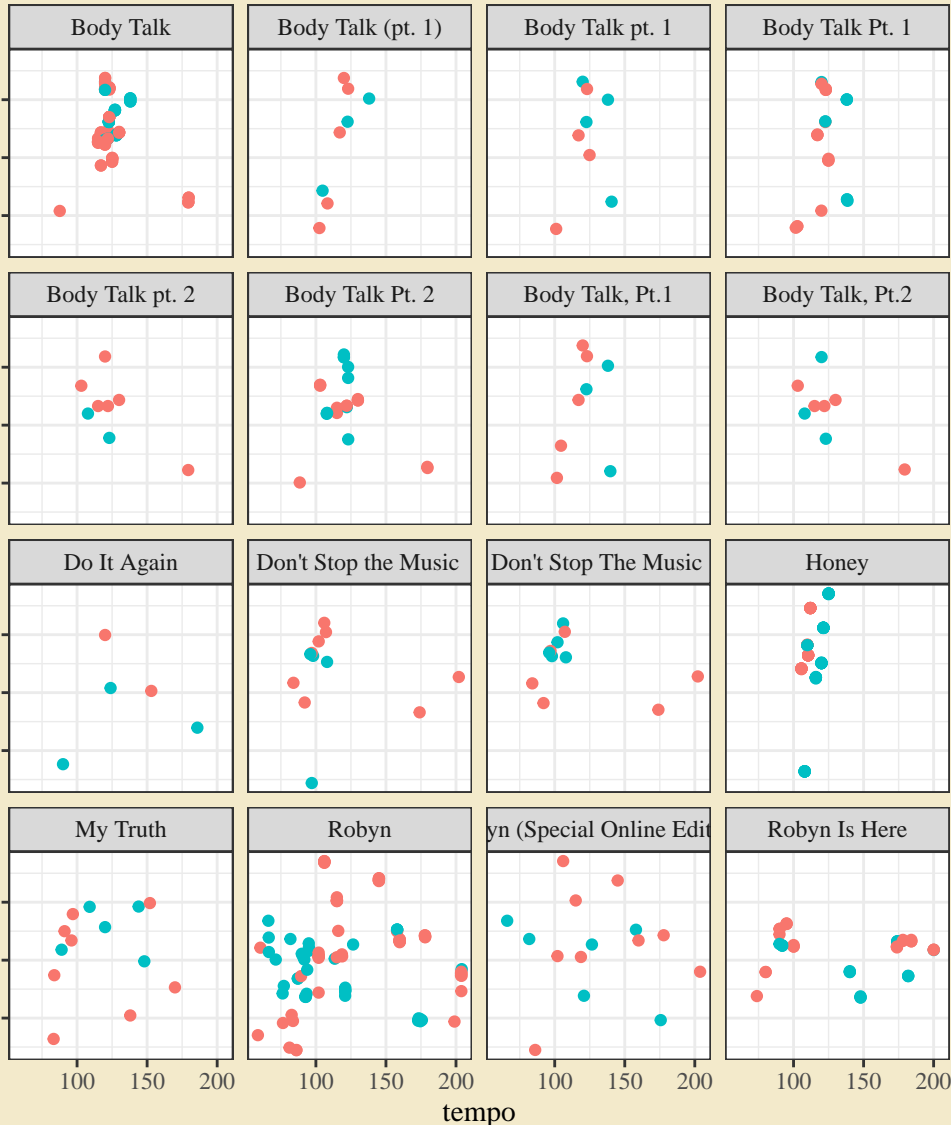 Body Talk
Body Talk (pt. 1)
Body Talk pt. 1
Body Talk Pt. 1
Body Talk pt. 2
Body Talk Pt. 2
Body Talk, Pt.1
Body Talk, Pt.2
Do It Again
Don't Stop the Music
Don't Stop The Music
Honey
My Truth
Robyn
yn (Special Online Edit
Robyn Is Here
100 150 200 100 150 200 100 150 200 100 150 200
tempo